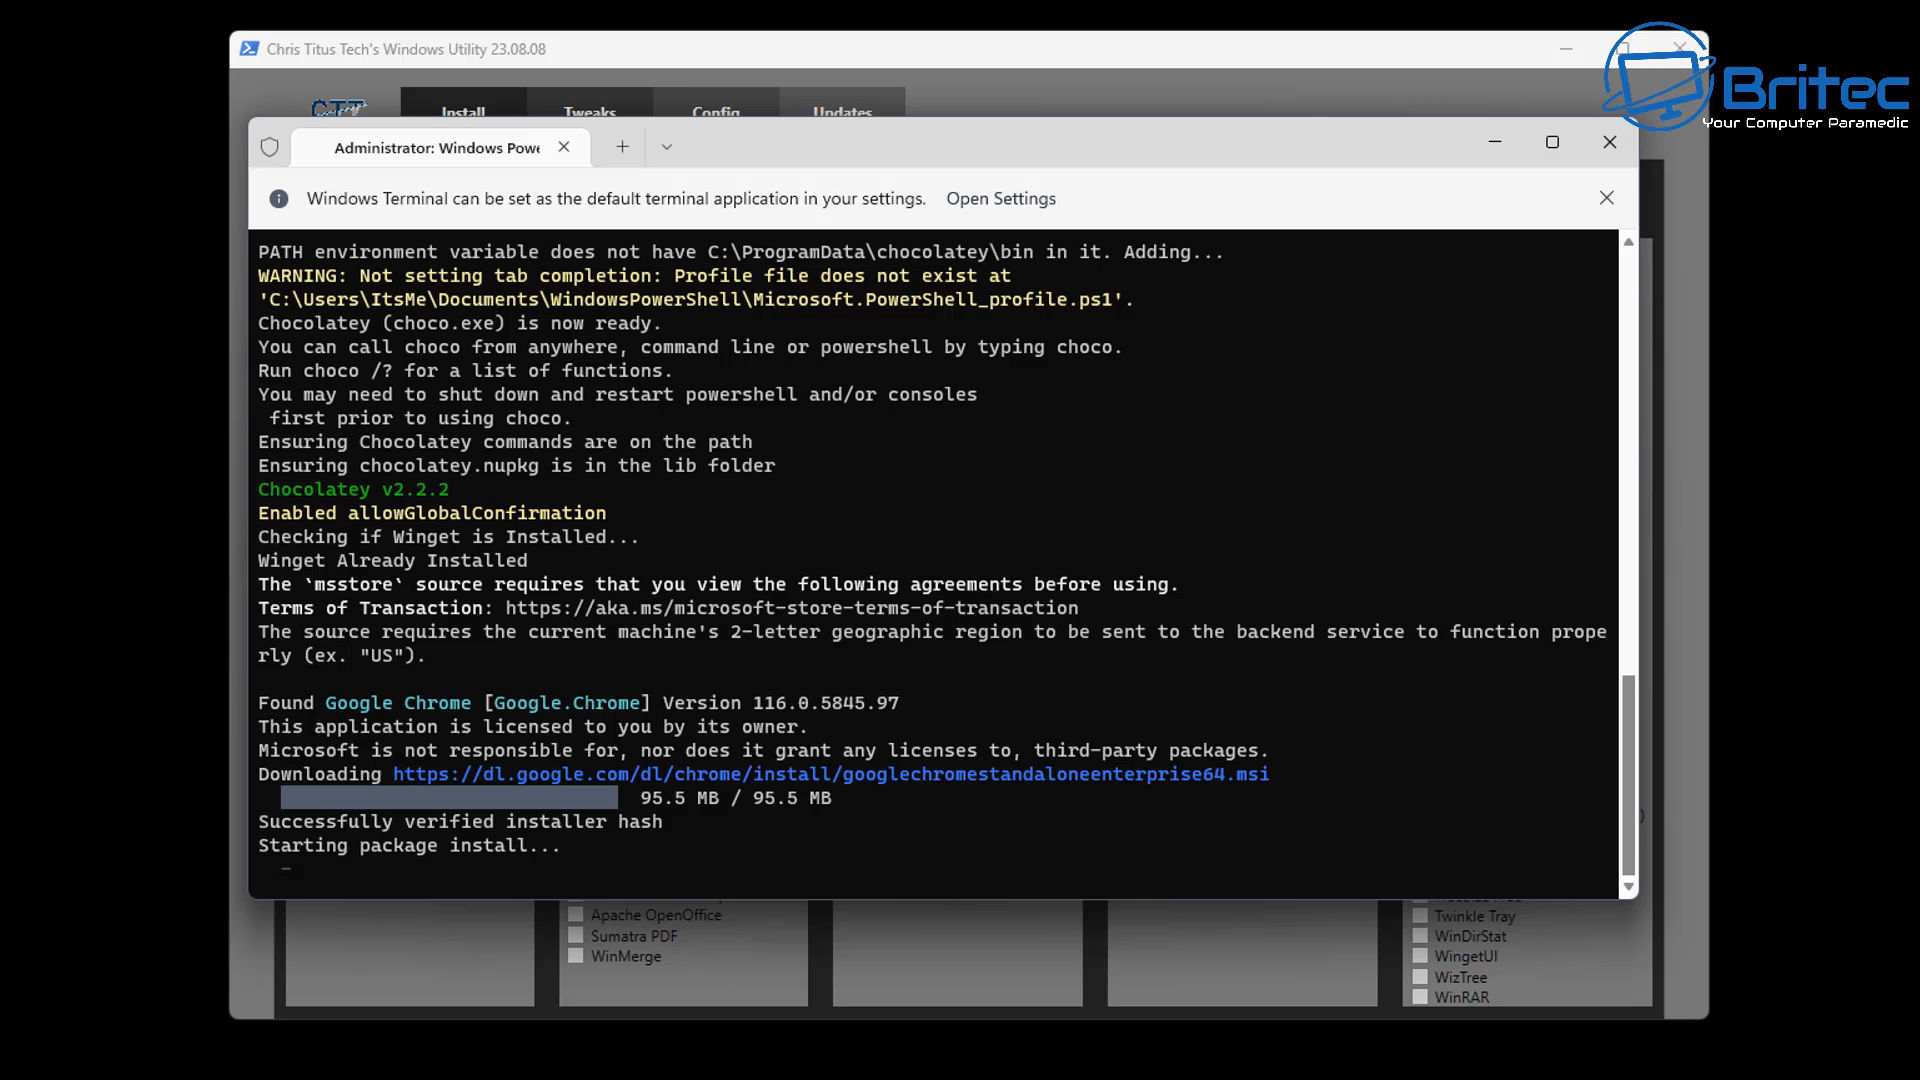 Chris Titus Tech's Windows Utility 23.08.08
Britec
Your Computer Paramedic
CTT
Install
Tweaks
Config
Updates
Administrator: Windows Powe
Windows Terminal can be set as the default terminal application in your settings. Open Settings
PATH environment variable does not have C:\ProgramData\chocolatey\bin in it. Adding...
WARNING: Not setting tab completion: Profile file does not exist at
'C:\Users\ItsMe\Documents\WindowsPowerShell\Microsoft.PowerShell_profile.ps1'.
Chocolatey (choco.exe) is now ready.
You can call choco from anywhere, command line or powershell by typing choco.
Run choco /? for a list of functions.
You may need to shut down and restart powershell and/or consoles
first prior to using choco.
Ensuring Chocolatey commands are on the path
Ensuring chocolatey.nupkg is in the lib folder
Chocolatey v2.2.2
Enabled allowGlobalConfirmation
Checking if Winget is Installed...
Winget Already Installed
The `msstore` source requires that you view the following agreements before using.
Terms of Transaction: https://aka.ms/microsoft-store-terms-of-transaction
The source requires the current machine's 2-letter geographic region to be sent to the backend service to function prope
rly (ex. "US").
Found Google Chrome [Google.Chrome] Version 116.0.5845.97
This application is licensed to you by its owner.
Microsoft is not responsible for, nor does it grant any licenses to, third-party packages.
Downloading https://dl.google.com/dl/chrome/install/googlechromestandaloneenterprise64.msi
95.5 MB / 95.5 MB
Successfully verified installer hash
Starting package install...
Apache OpenOffice
Sumatra PDF
WinMerge
Twinkle Tray
WinDirStat
WingetUI
WizTree
WinRAR